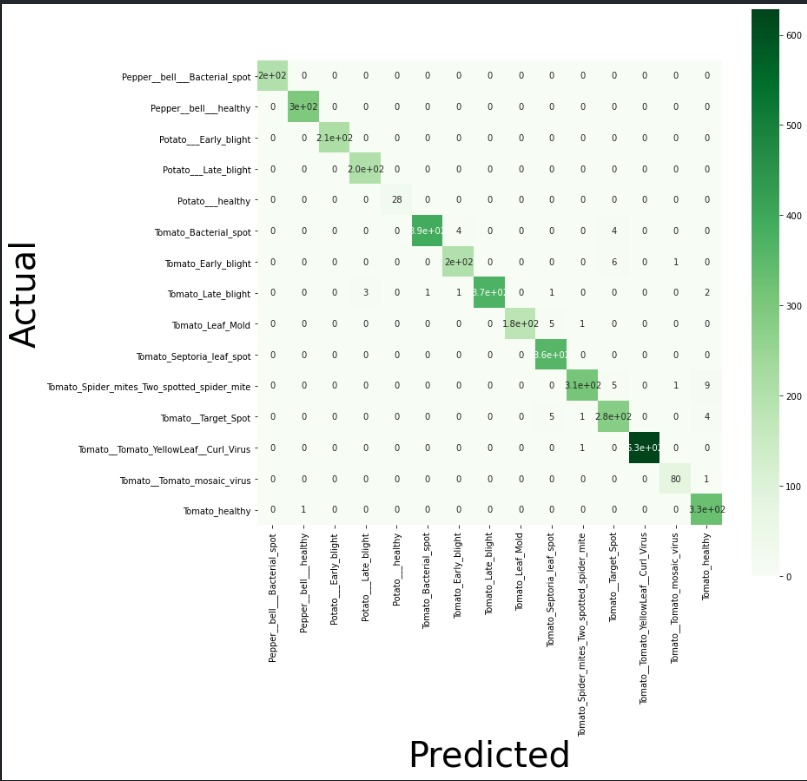 Actual
Pepper__bell___Bacterial_spot 2e+02 0 0 0 0 0 0 0 0 0 0 0 0 0 0
Pepper__bell___healthy 0 3e+02 0 0 0 0 0 0 0 0 0 0 0 0 0
Potato___Early_blight 0 0 2.1e+02 0 0 0 0 0 0 0 0 0 0 0 0
Potato___Late_blight 0 0 0 2.0e+02 0 0 0 0 0 0 0 0 0 0 0
Potato___healthy 0 0 0 0 28 0 0 0 0 0 0 0 0 0 0
Tomato_Bacterial_spot 0 0 0 0 0 3.9e+02 4 0 0 0 0 4 0 0 0
Tomato_Early_blight 0 0 0 0 0 0 2e+02 0 0 0 0 6 0 1 0
Tomato_Late_blight 0 0 0 3 0 1 1 3.7e+02 0 1 0 0 0 0 2
Tomato_Leaf_Mold 0 0 0 0 0 0 0 0 1.8e+02 5 1 0 0 0 0
Tomato_Septoria_leaf_spot 0 0 0 0 0 0 0 0 0 3.6e+02 0 0 0 0 0
Tomato_Spider_mites_Two_spotted_spider_mite 0 0 0 0 0 0 0 0 0 0 3.1e+02 5 0 1 9
Tomato__Target_Spot 0 0 0 0 0 0 0 0 0 5 1 2.8e+02 0 0 4
Tomato__Tomato_YellowLeaf__Curl_Virus 0 0 0 0 0 0 0 0 0 0 1 0 6.3e+02 0 0
Tomato__Tomato_mosaic_virus 0 0 0 0 0 0 0 0 0 0 0 0 0 80 1
Tomato_healthy 0 1 0 0 0 0 0 0 0 0 0 0 0 0 3.3e+02
Pepper__bell___Bacterial_spot
Pepper__bell___healthy
Potato___Early_blight
Potato___Late_blight
Potato___healthy
Tomato_Bacterial_spot
Tomato_Early_blight
Tomato_Late_blight
Tomato_Leaf_Mold
Tomato_Septoria_leaf_spot
Tomato_Spider_mites_Two_spotted_spider_mite
Tomato__Target_Spot
Tomato__Tomato_YellowLeaf__Curl_Virus
Tomato__Tomato_mosaic_virus
Tomato_healthy
Predicted
600
500
400
300
200
100
0